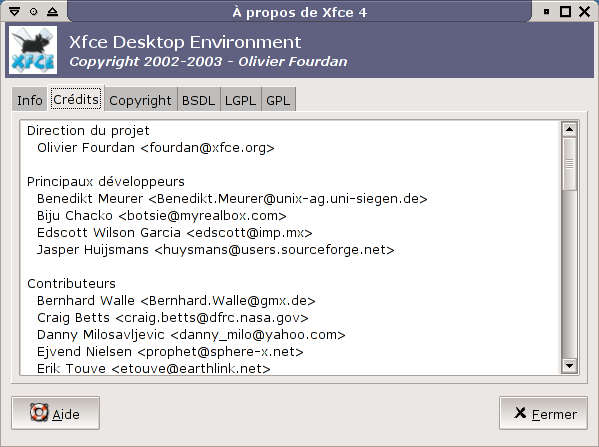 À propos de Xfce 4
XFCE
Xfce Desktop Environment
Copyright 2002-2003 - Olivier Fourdan
Info Crédits Copyright BSDL LGPL GPL
Direction du projet
Olivier Fourdan <fourdan@xfce.org>
Principaux développeurs
Benedikt Meurer <Benedikt.Meurer@unix-ag.uni-siegen.de>
Biju Chacko <botsie@myrealbox.com>
Edscott Wilson Garcia <edscott@imp.mx>
Jasper Huijsmans <huysmans@users.sourceforge.net>
Contributeurs
Bernhard Walle <Bernhard.Walle@gmx.de>
Craig Betts <craig.betts@dfrc.nasa.gov>
Danny Milosavljevic <danny_milo@yahoo.com>
Ejvend Nielsen <prophet@sphere-x.net>
Erik Touve <etouve@earthlink.net>
Aide Fermer